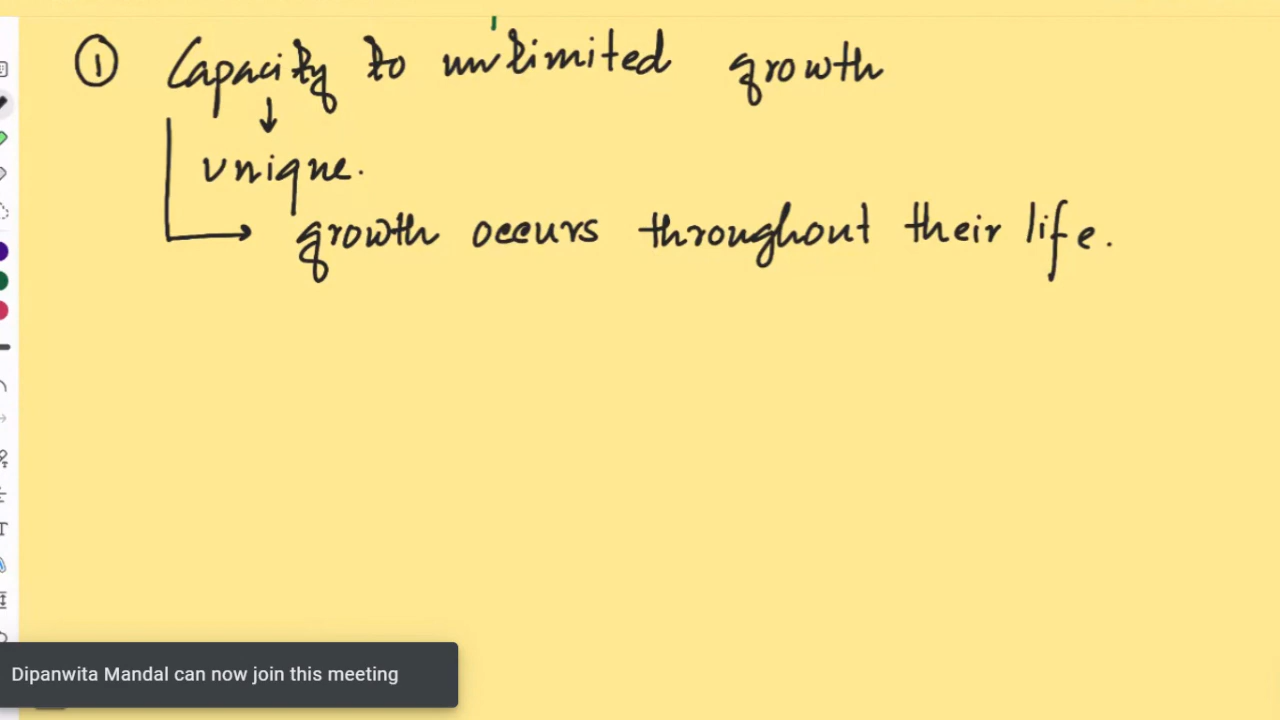 ① Capacity to unlimited growth
↓
unique.
→ growth occurs throughout their life.
Dipanwita Mandal can now join this meeting